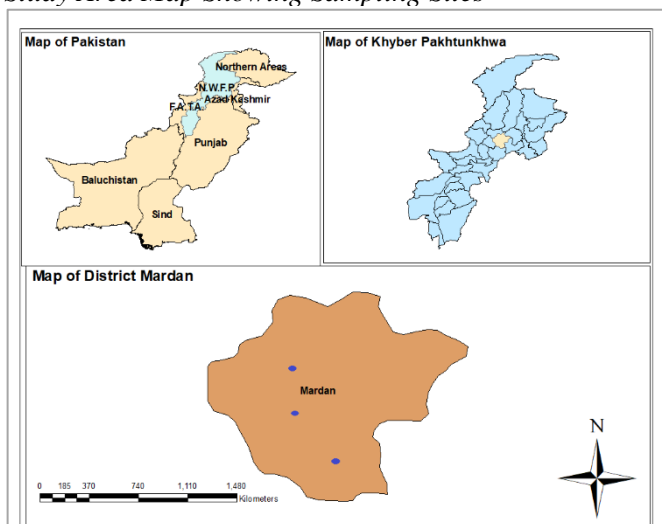 Study Area Map Showing Sampling Sites
Map of Pakistan
Northern Areas
N.W.F.P.
Azad Kashmir
F.A.T.A.
Punjab
Baluchistan
Sind
Map of Khyber Pakhtunkhwa
Map of District Mardan
Mardan
N
0 185 370 740 1,110 1,480
Kilometers